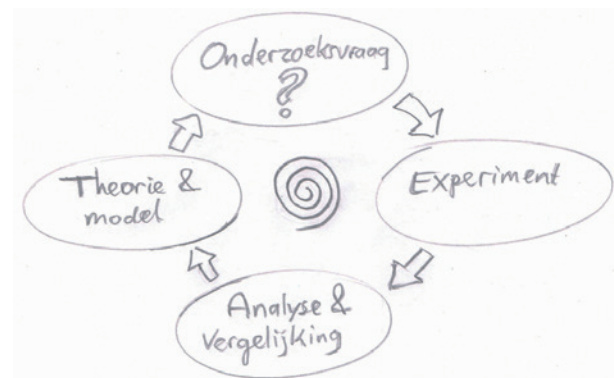 Onderzoeksvraag
?
Experiment
Analyse &
vergelijking
Theorie &
model